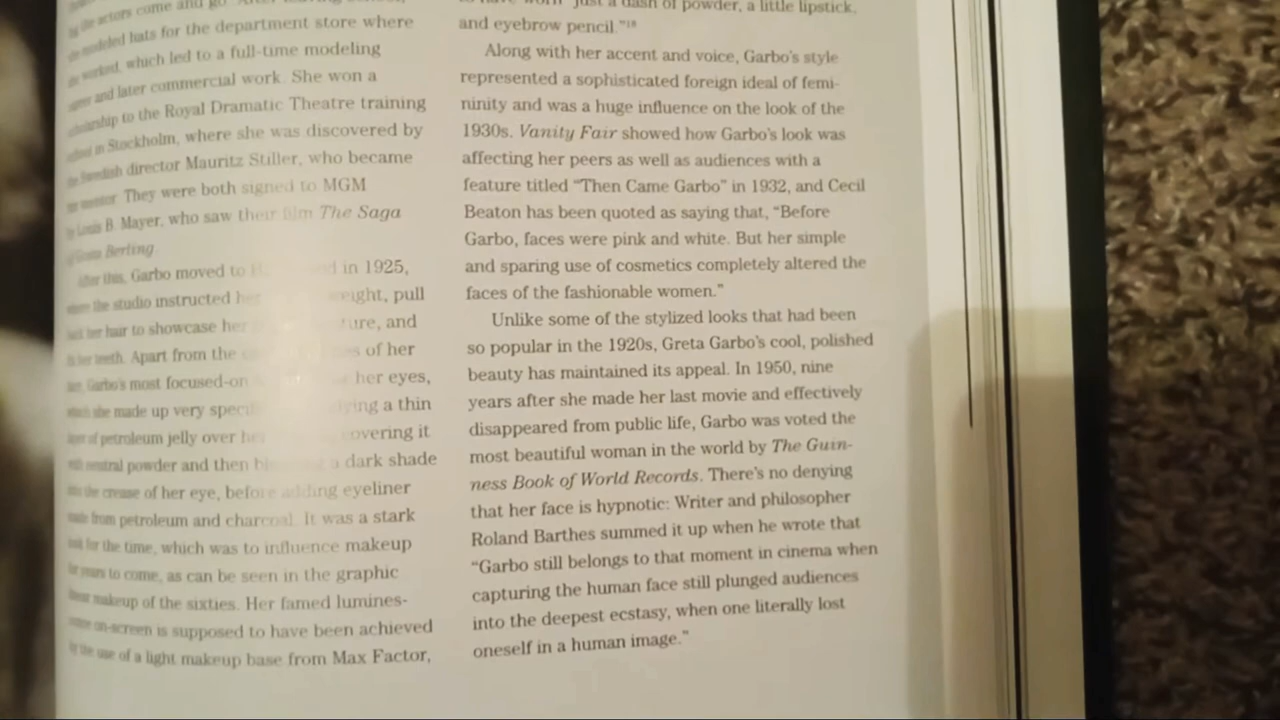 actors come and go
modeled hats for the department store where
worked, which led to a full-time modeling
and later commercial work. She won a
scholarship to the Royal Dramatic Theatre training
school in Stockholm, where she was discovered by
the Swedish director Mauritz Stiller, who became
her mentor. They were both signed to MGM
by Louis B. Mayer, who saw their film The Saga
of Gosta Berling.
After this, Garbo moved to in 1925,
where the studio instructed her weight, pull
back her hair to showcase her and
fix her teeth. Apart from the of her
face, Garbo's most focused-on her eyes,
which she made up very a thin
layer of petroleum jelly over her covering it
with neutral powder and then a dark shade
into the crease of her eye, before adding eyeliner
made from petroleum and charcoal. It was a stark
look for the time, which was to influence makeup
for years to come, as can be seen in the graphic
linear makeup of the sixties. Her famed lumines-
on-screen is supposed to have been achieved
by the use of a light makeup base from Max Factor,
to have worn "just a dash of powder, a little lipstick,
and eyebrow pencil."¹⁸
Along with her accent and voice, Garbo's style
represented a sophisticated foreign ideal of femi-
ninity and was a huge influence on the look of the
1930s. Vanity Fair showed how Garbo's look was
affecting her peers as well as audiences with a
feature titled "Then Came Garbo" in 1932, and Cecil
Beaton has been quoted as saying that, "Before
Garbo, faces were pink and white. But her simple
and sparing use of cosmetics completely altered the
faces of the fashionable women."
Unlike some of the stylized looks that had been
so popular in the 1920s, Greta Garbo's cool, polished
beauty has maintained its appeal. In 1950, nine
years after she made her last movie and effectively
disappeared from public life, Garbo was voted the
most beautiful woman in the world by The Guin-
ness Book of World Records. There's no denying
that her face is hypnotic: Writer and philosopher
Roland Barthes summed it up when he wrote that
"Garbo still belongs to that moment in cinema when
capturing the human face still plunged audiences
into the deepest ecstasy, when one literally lost
oneself in a human image."